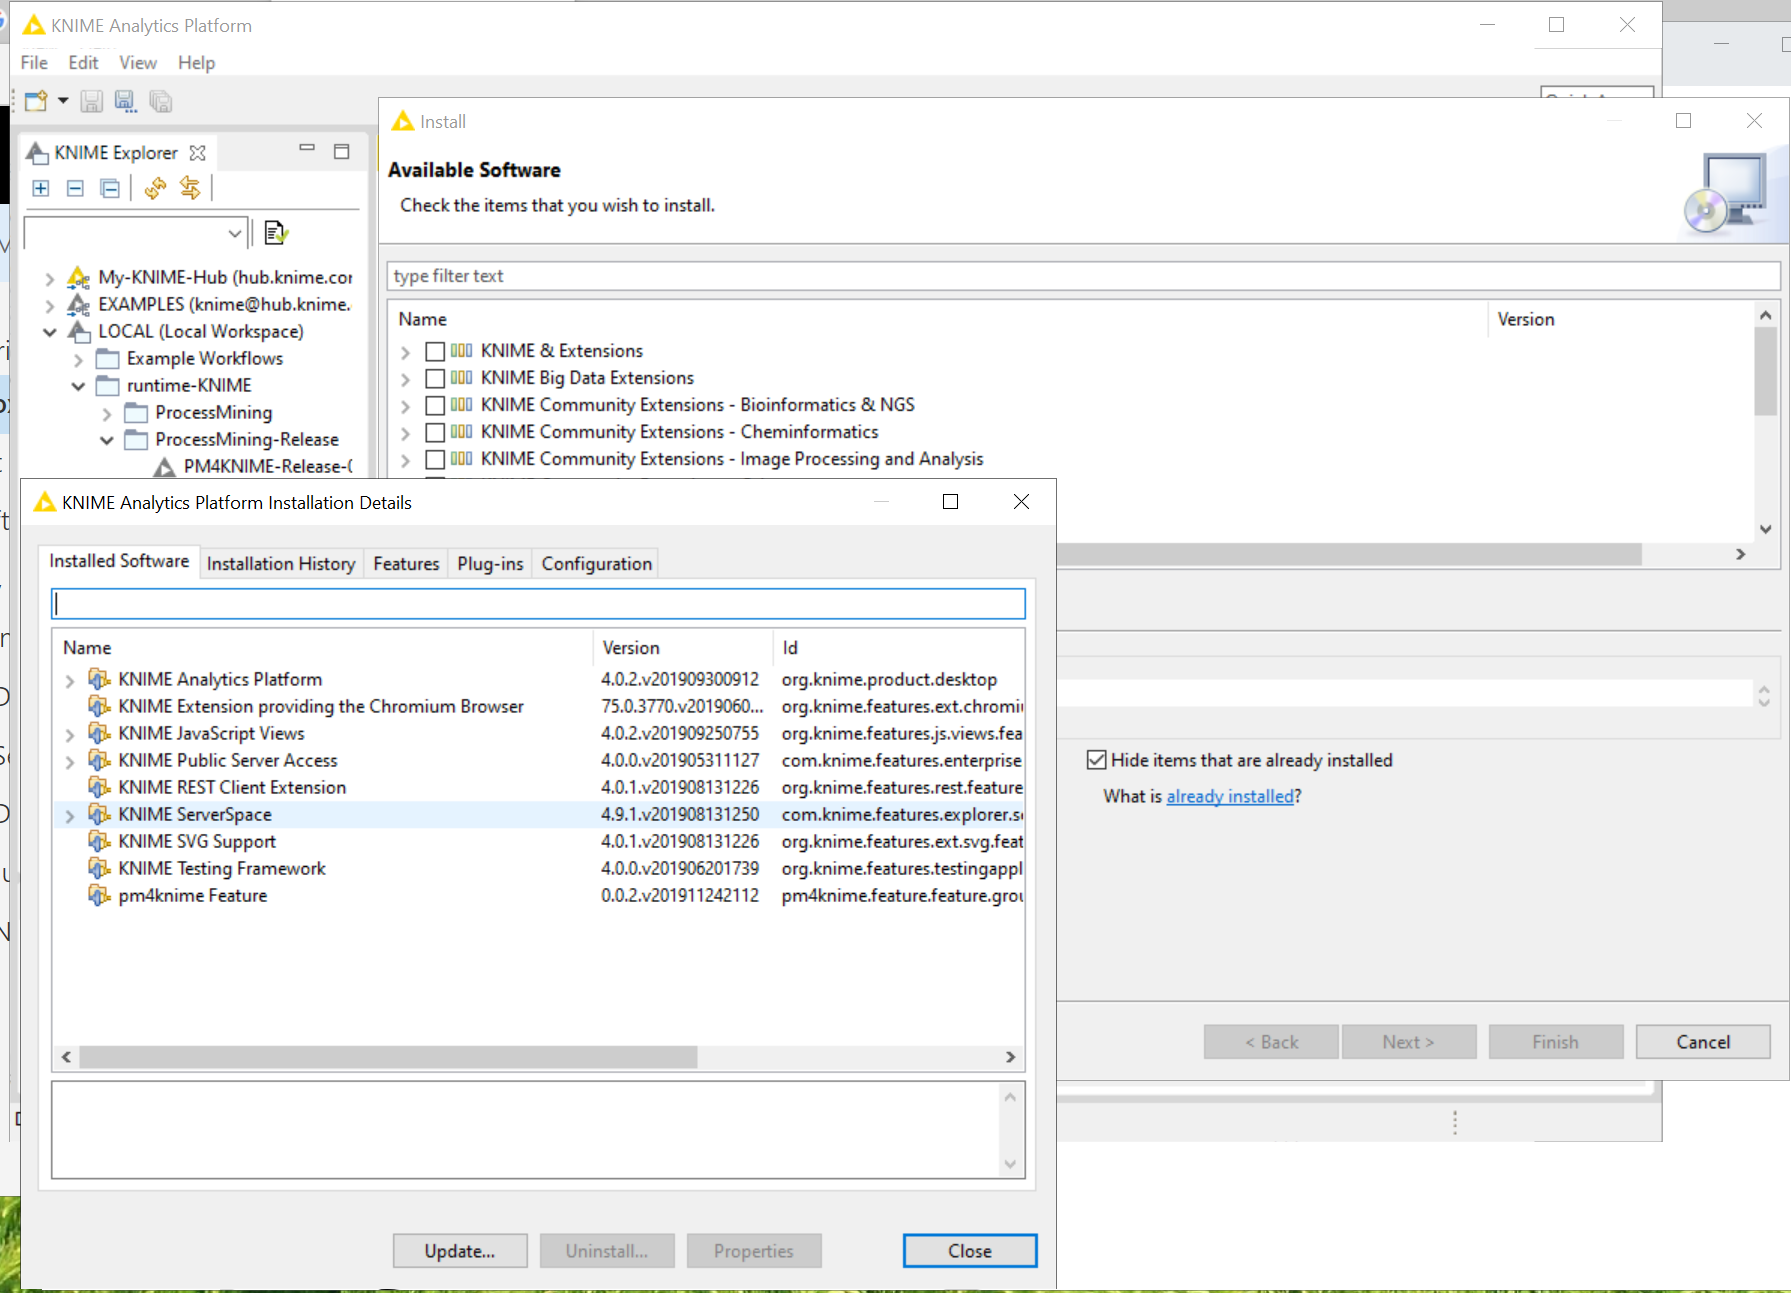 KNIME Analytics Platform
File Edit View Help
KNIME Explorer
My-KNIME-Hub (hub.knime.cor
EXAMPLES (knime@hub.knime.
LOCAL (Local Workspace)
Example Workflows
runtime-KNIME
ProcessMining
ProcessMining-Release
PM4KNIME-Release-0
Install
Available Software
Check the items that you wish to install.
type filter text
Name Version
KNIME & Extensions
KNIME Big Data Extensions
KNIME Community Extensions - Bioinformatics & NGS
KNIME Community Extensions - Cheminformatics
KNIME Community Extensions - Image Processing and Analysis
Hide items that are already installed
What is already installed?
< Back Next > Finish Cancel
KNIME Analytics Platform Installation Details
Installed Software Installation History Features Plug-ins Configuration
Name Version Id
KNIME Analytics Platform 4.0.2.v201909300912 org.knime.product.desktop
KNIME Extension providing the Chromium Browser 75.0.3770.v2019060... org.knime.features.ext.chromiu
KNIME JavaScript Views 4.0.2.v201909250755 org.knime.features.js.views.fea
KNIME Public Server Access 4.0.0.v201905311127 com.knime.features.enterprise
KNIME REST Client Extension 4.0.1.v201908131226 org.knime.features.rest.feature
KNIME ServerSpace 4.9.1.v201908131250 com.knime.features.explorer.se
KNIME SVG Support 4.0.1.v201908131226 org.knime.features.ext.svg.feat
KNIME Testing Framework 4.0.0.v201906201739 org.knime.features.testingappl
pm4knime Feature 0.0.2.v201911242112 pm4knime.feature.feature.grou
Update... Uninstall... Properties Close